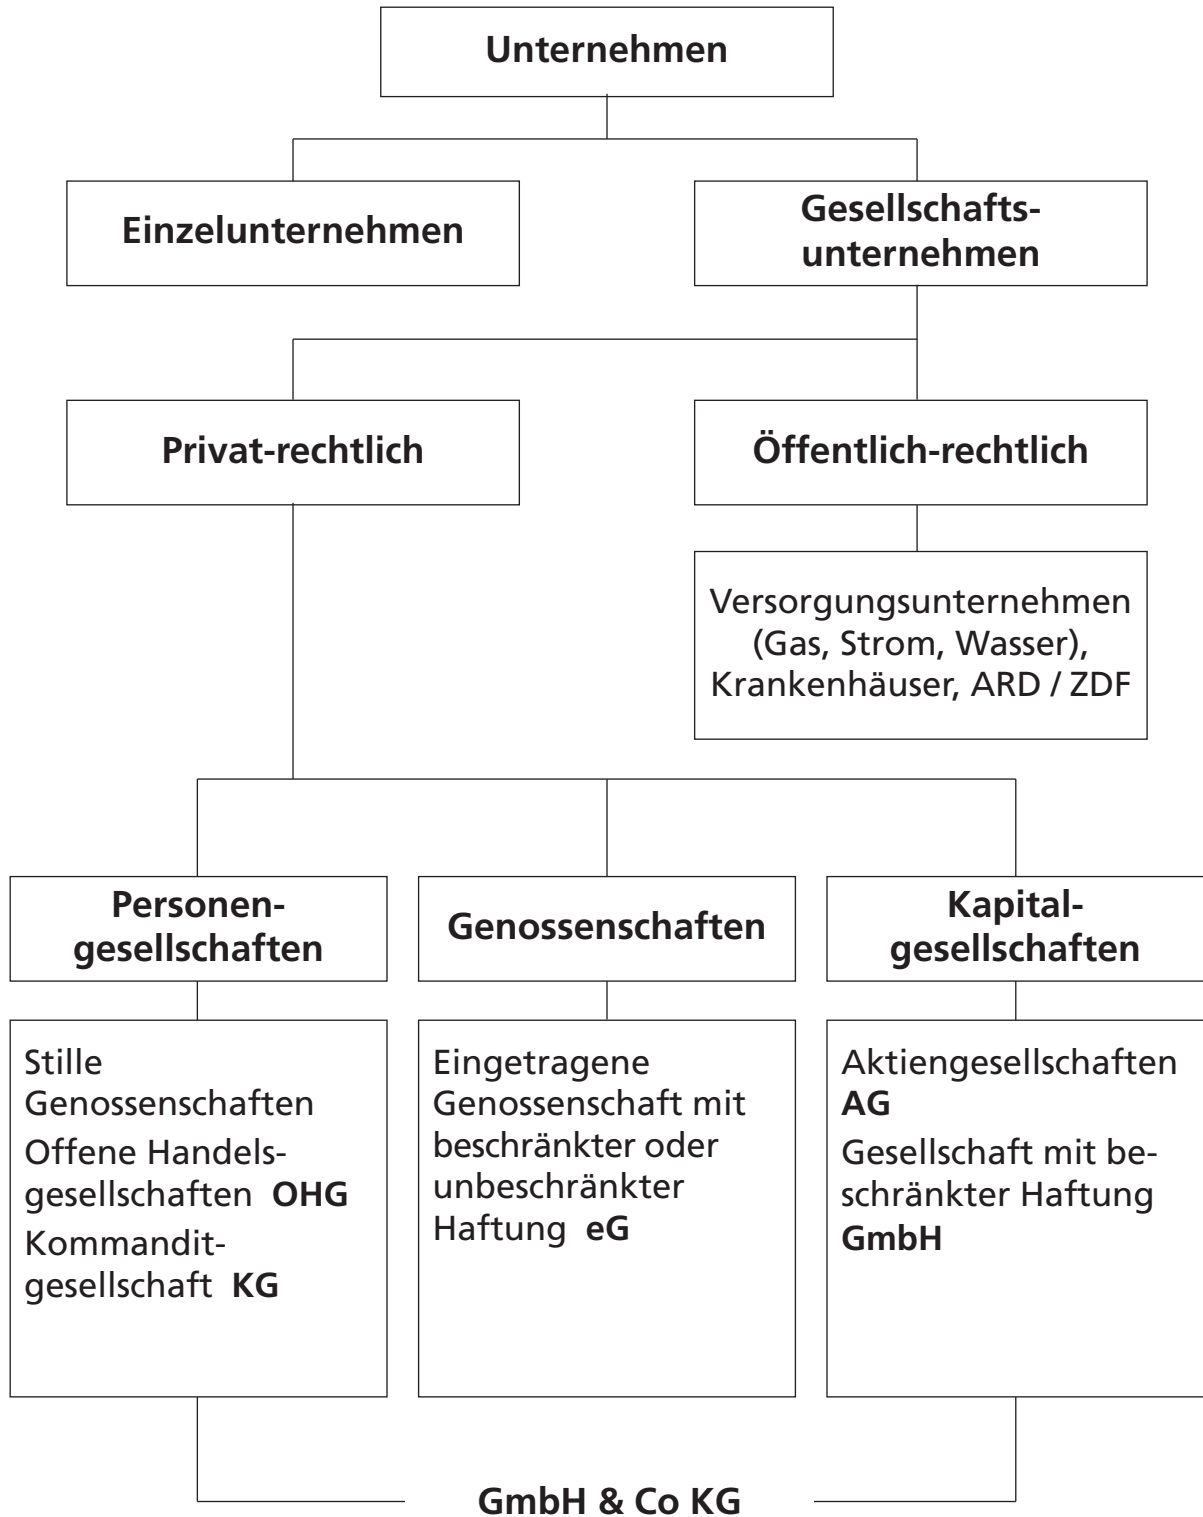 Unternehmen
Einzelunternehmen
Gesellschafts-
unternehmen
Privat-rechtlich
Öffentlich-rechtlich
Versorgungsunternehmen
(Gas, Strom, Wasser),
Krankenhäuser, ARD / ZDF
Personen-
gesellschaften
Genossenschaften
Kapital-
gesellschaften
Stille
Genossenschaften
Offene Handels-
gesellschaften OHG
Kommandit-
gesellschaft KG
Eingetragene
Genossenschaft mit
beschränkter oder
unbeschränkter
Haftung eG
Aktiengesellschaften
AG
Gesellschaft mit be-
schränkter Haftung
GmbH
GmbH & Co KG